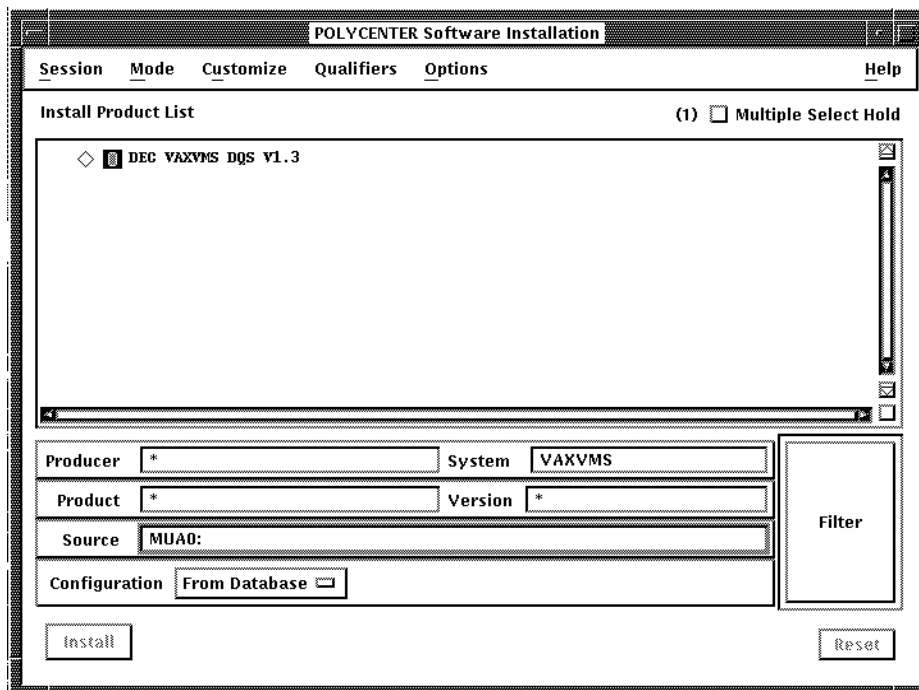 POLYCENTER Software Installation
Session Mode Customize Qualifiers Options Help
Install Product List (1) Multiple Select Hold
DEC VAXVMS DQS V1.3
Producer * System VAXVMS
Product * Version *
Filter
Source MUA0:
Configuration From Database
Install Reset